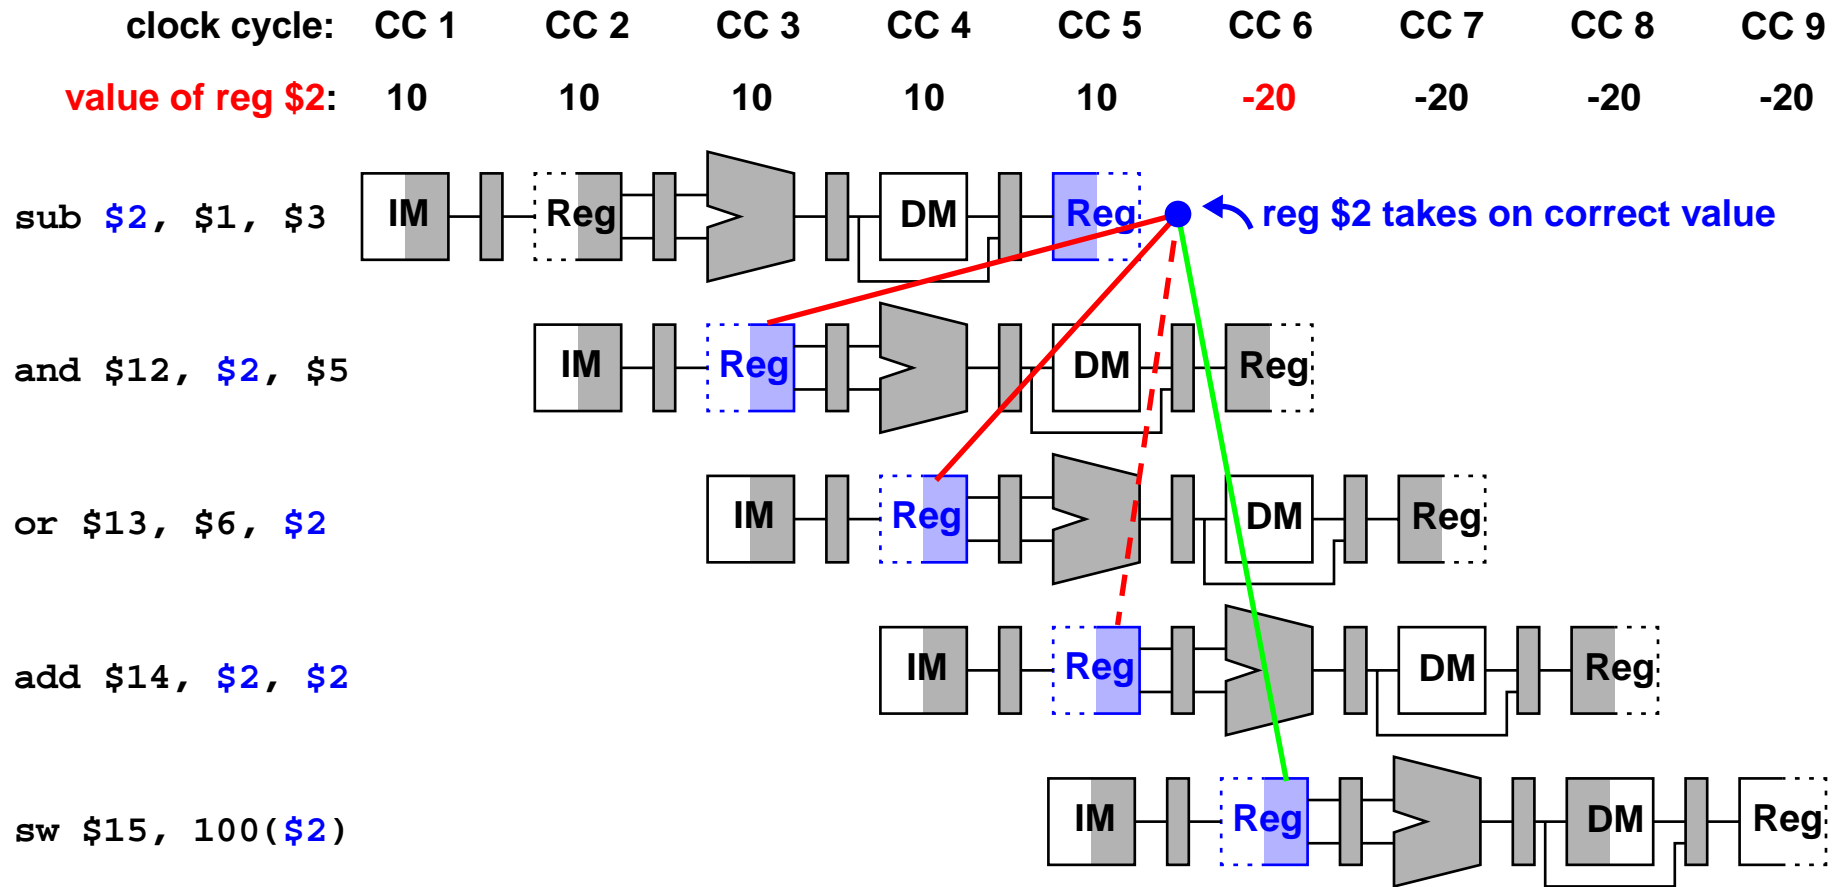 clock cycle: CC 1 CC 2 CC 3 CC 4 CC 5 CC 6 CC 7 CC 8 CC 9
value of reg $2: 10 10 10 10 10 -20 -20 -20 -20
sub $2, $1, $3 IM Reg DM Reg reg $2 takes on correct value
and $12, $2, $5 IM Reg DM Reg
or $13, $6, $2 IM Reg DM Reg
add $14, $2, $2 IM Reg DM Reg
sw $15, 100($2) IM Reg DM Reg